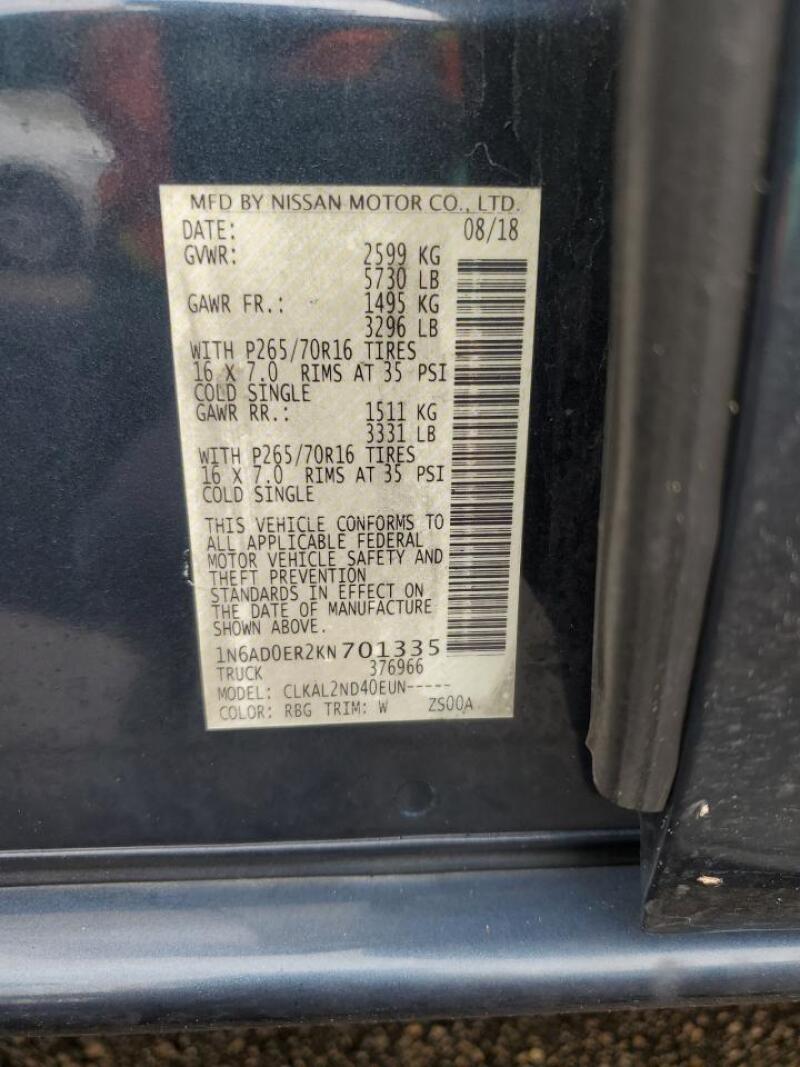 MFD BY NISSAN MOTOR CO., LTD.
DATE: 08/18
GVWR: 2599 KG
5730 LB
GAWR FR.: 1495 KG
3296 LB
WITH P265/70R16 TIRES
16 X 7.0 RIMS AT 35 PSI
COLD SINGLE
GAWR RR.: 1511 KG
3331 LB
WITH P265/70R16 TIRES
16 X 7.0 RIMS AT 35 PSI
COLD SINGLE
THIS VEHICLE CONFORMS TO
ALL APPLICABLE FEDERAL
MOTOR VEHICLE SAFETY AND
THEFT PREVENTION
STANDARDS IN EFFECT ON
THE DATE OF MANUFACTURE
SHOWN ABOVE.
1N6AD0ER2KN701335
TRUCK 376966
MODEL: CLKAL2ND40EUN-----
COLOR: RBG TRIM: W ZS00A